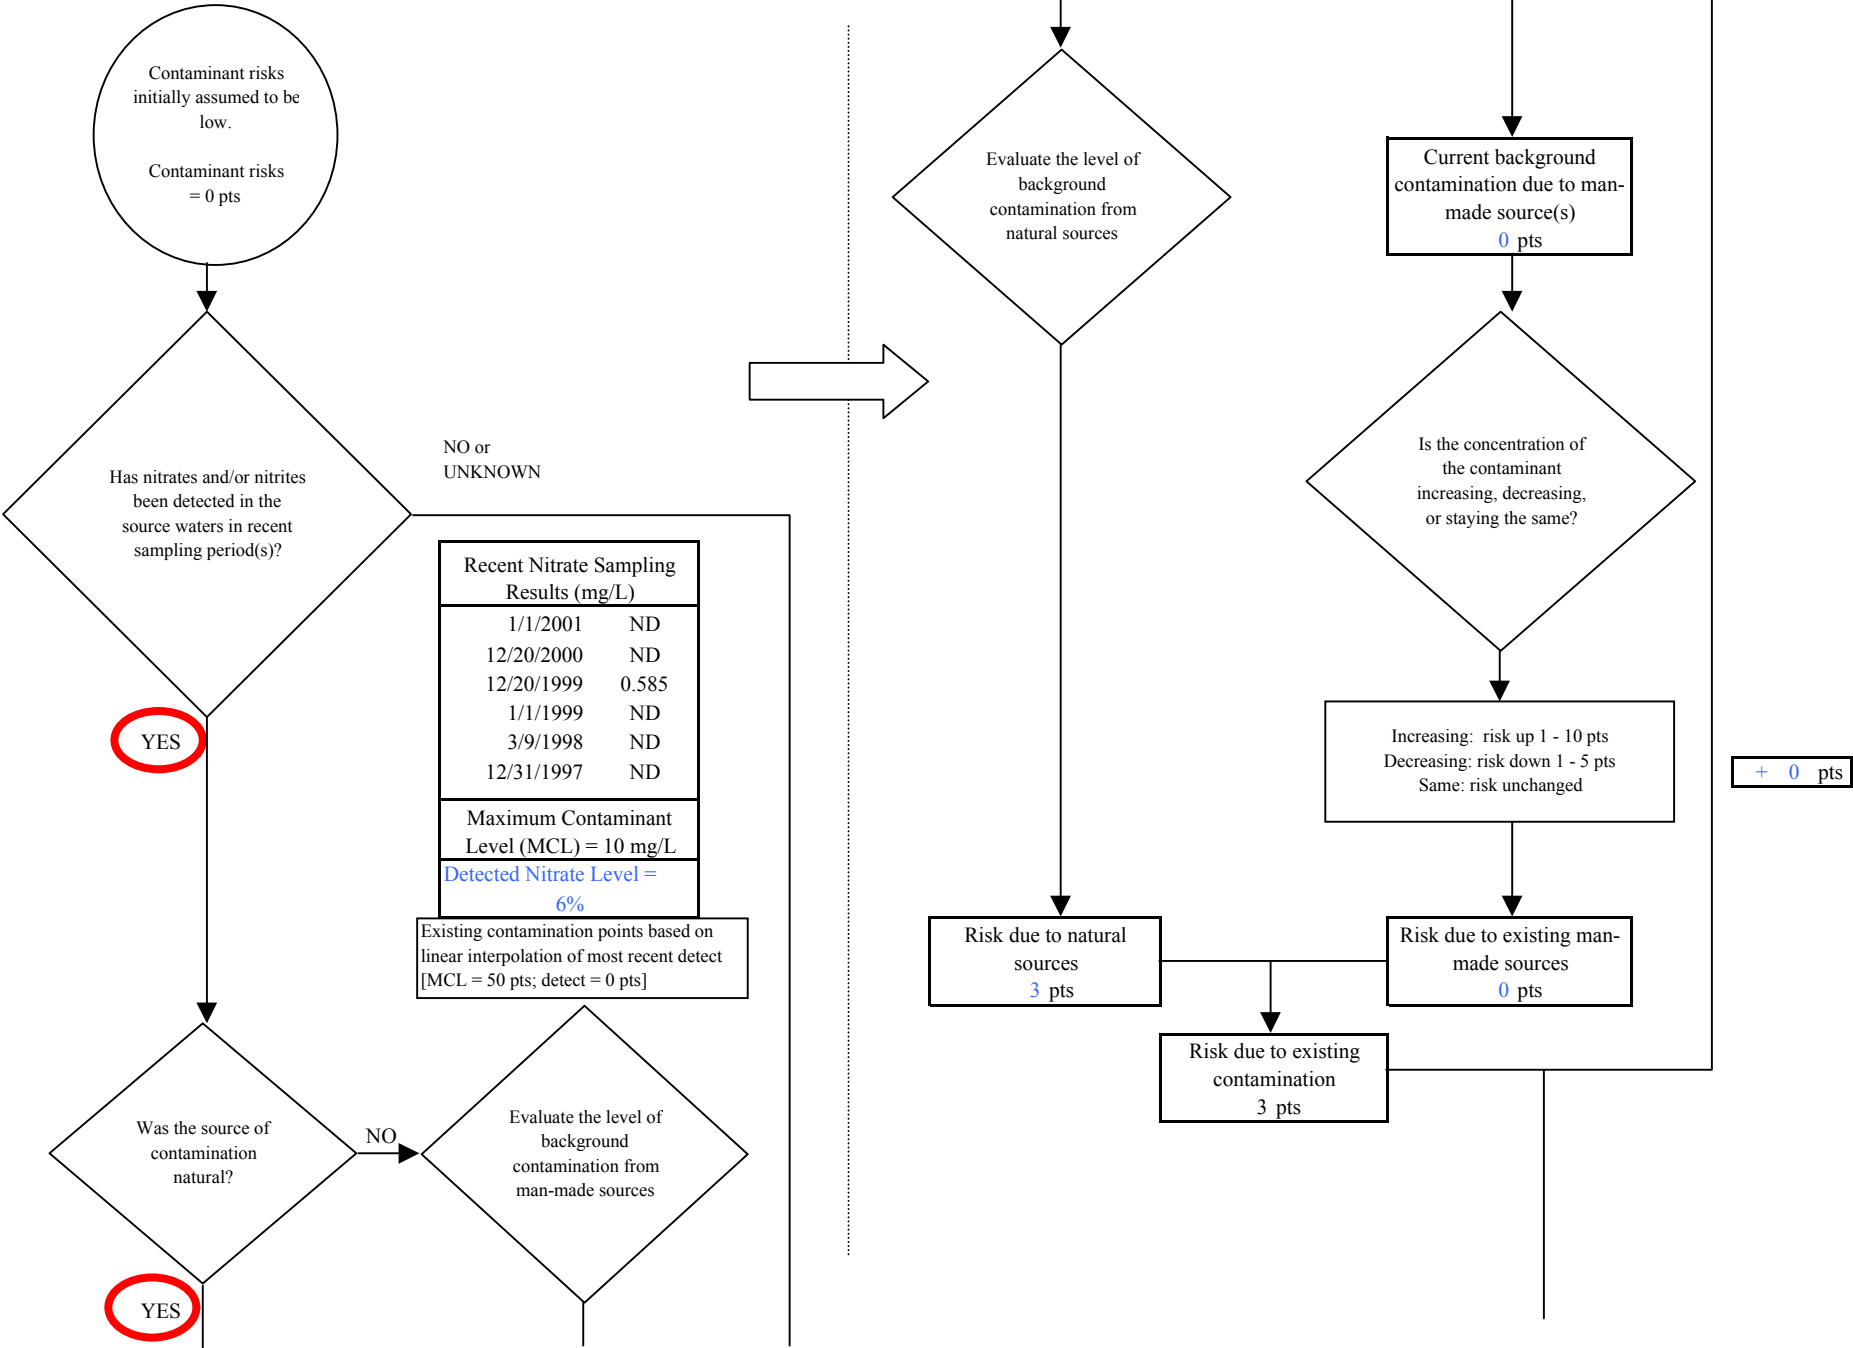 Contaminant risks
initially assumed to be
low.
Contaminant risks
= 0 pts
Has nitrates and/or nitrites
been detected in the
source waters in recent
sampling period(s)?
NO or
UNKNOWN
YES
Recent Nitrate Sampling
Results (mg/L)
1/1/2001 ND
12/20/2000 ND
12/20/1999 0.585
1/1/1999 ND
3/9/1998 ND
12/31/1997 ND
Maximum Contaminant
Level (MCL) = 10 mg/L
Detected Nitrate Level =
6%
Existing contamination points based on
linear interpolation of most recent detect
[MCL = 50 pts; detect = 0 pts]
Was the source of
contamination
natural?
NO
YES
Evaluate the level of
background
contamination from
man-made sources
Evaluate the level of
background
contamination from
natural sources
Current background
contamination due to man-
made source(s)
0 pts
Is the concentration of
the contaminant
increasing, decreasing,
or staying the same?
Increasing: risk up 1 - 10 pts
Decreasing: risk down 1 - 5 pts
Same: risk unchanged
+ 0 pts
Risk due to natural
sources
3 pts
Risk due to existing man-
made sources
0 pts
Risk due to existing
contamination
3 pts